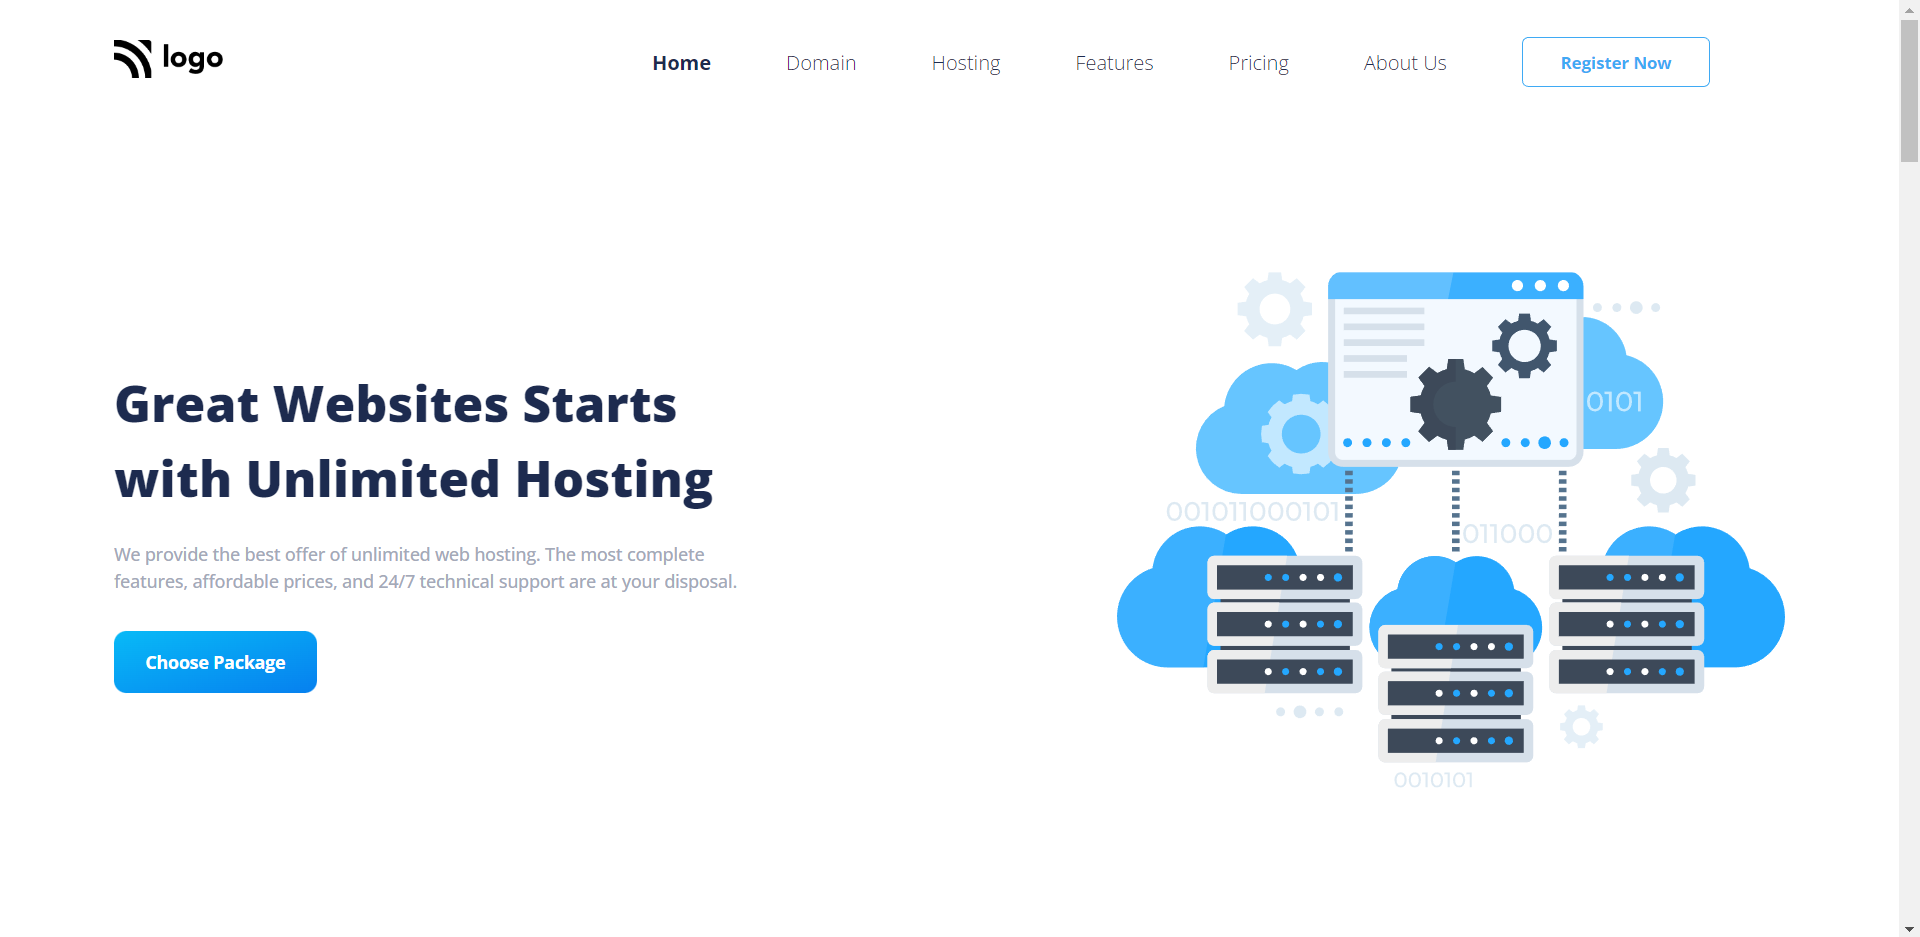 logo
Home
Domain
Hosting
Features
Pricing
About Us
Register Now
Great Websites Starts
with Unlimited Hosting
We provide the best offer of unlimited web hosting. The most complete
features, affordable prices, and 24/7 technical support are at your disposal.
Choose Package
0101
001011000101
011000
0010101